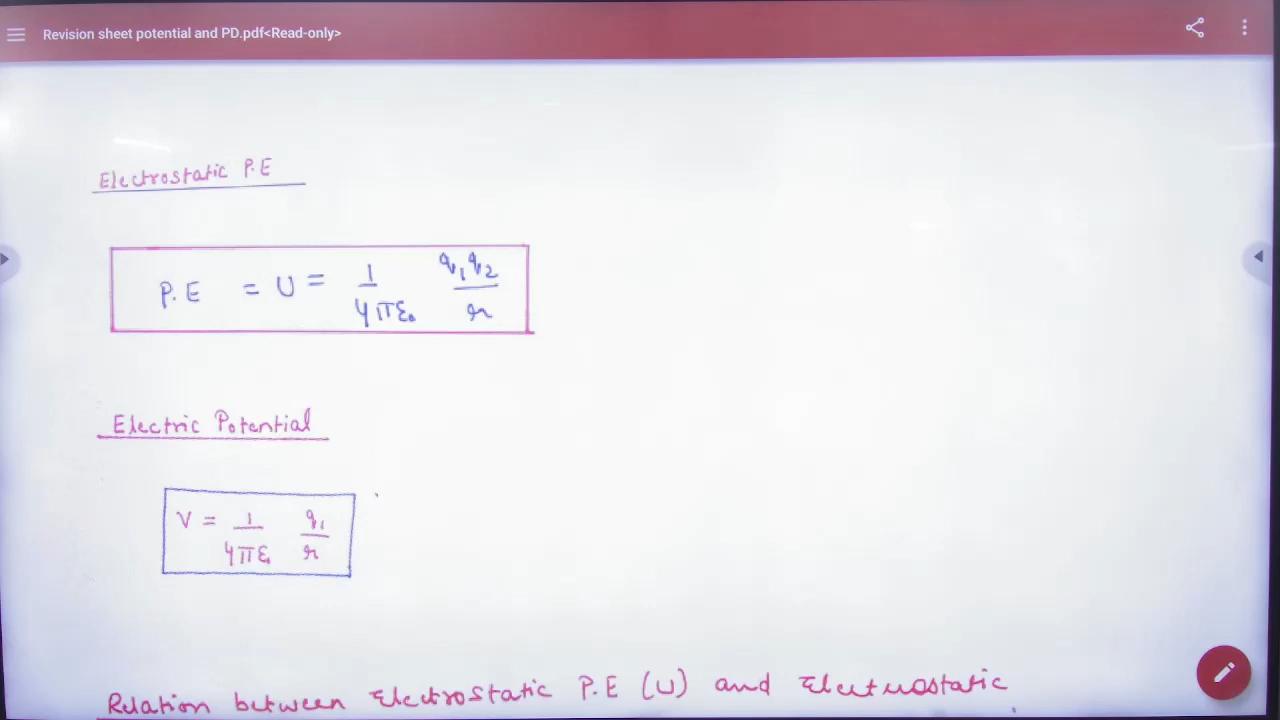 Revision sheet potential and PD.pdf<Read-only>
Electrostatic P.E
P.E = U = 1/4πε₀ q₁q₂/r
Electric Potential
V = 1/4πε₀ q₁/r
Relation between Electrostatic P.E (U) and Electrostatic